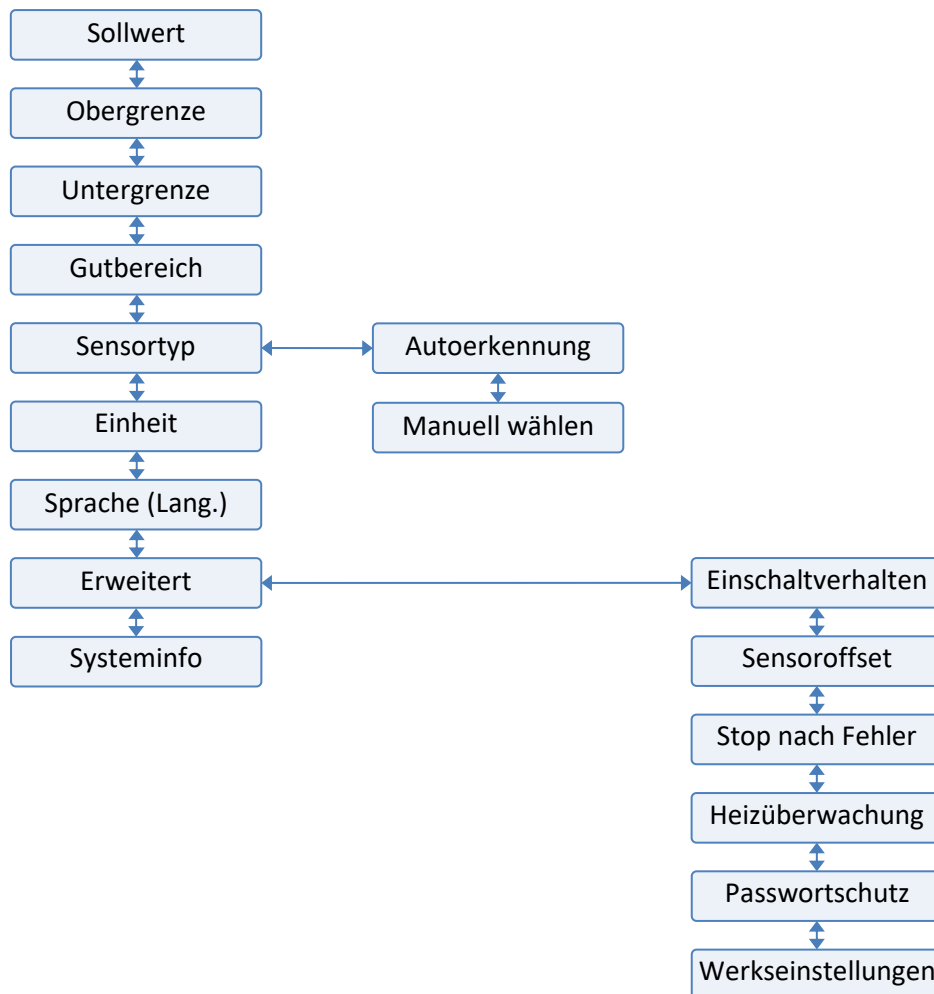 Sollwert
Obergrenze
Untergrenze
Gutbereich
Sensortyp
Autoerkennung
Einheit
Manuell wählen
Sprache (Lang.)
Erweitert
Einschaltverhalten
Systeminfo
Sensoroffset
Stop nach Fehler
Heizüberwachung
Passwortschutz
Werkseinstellungen